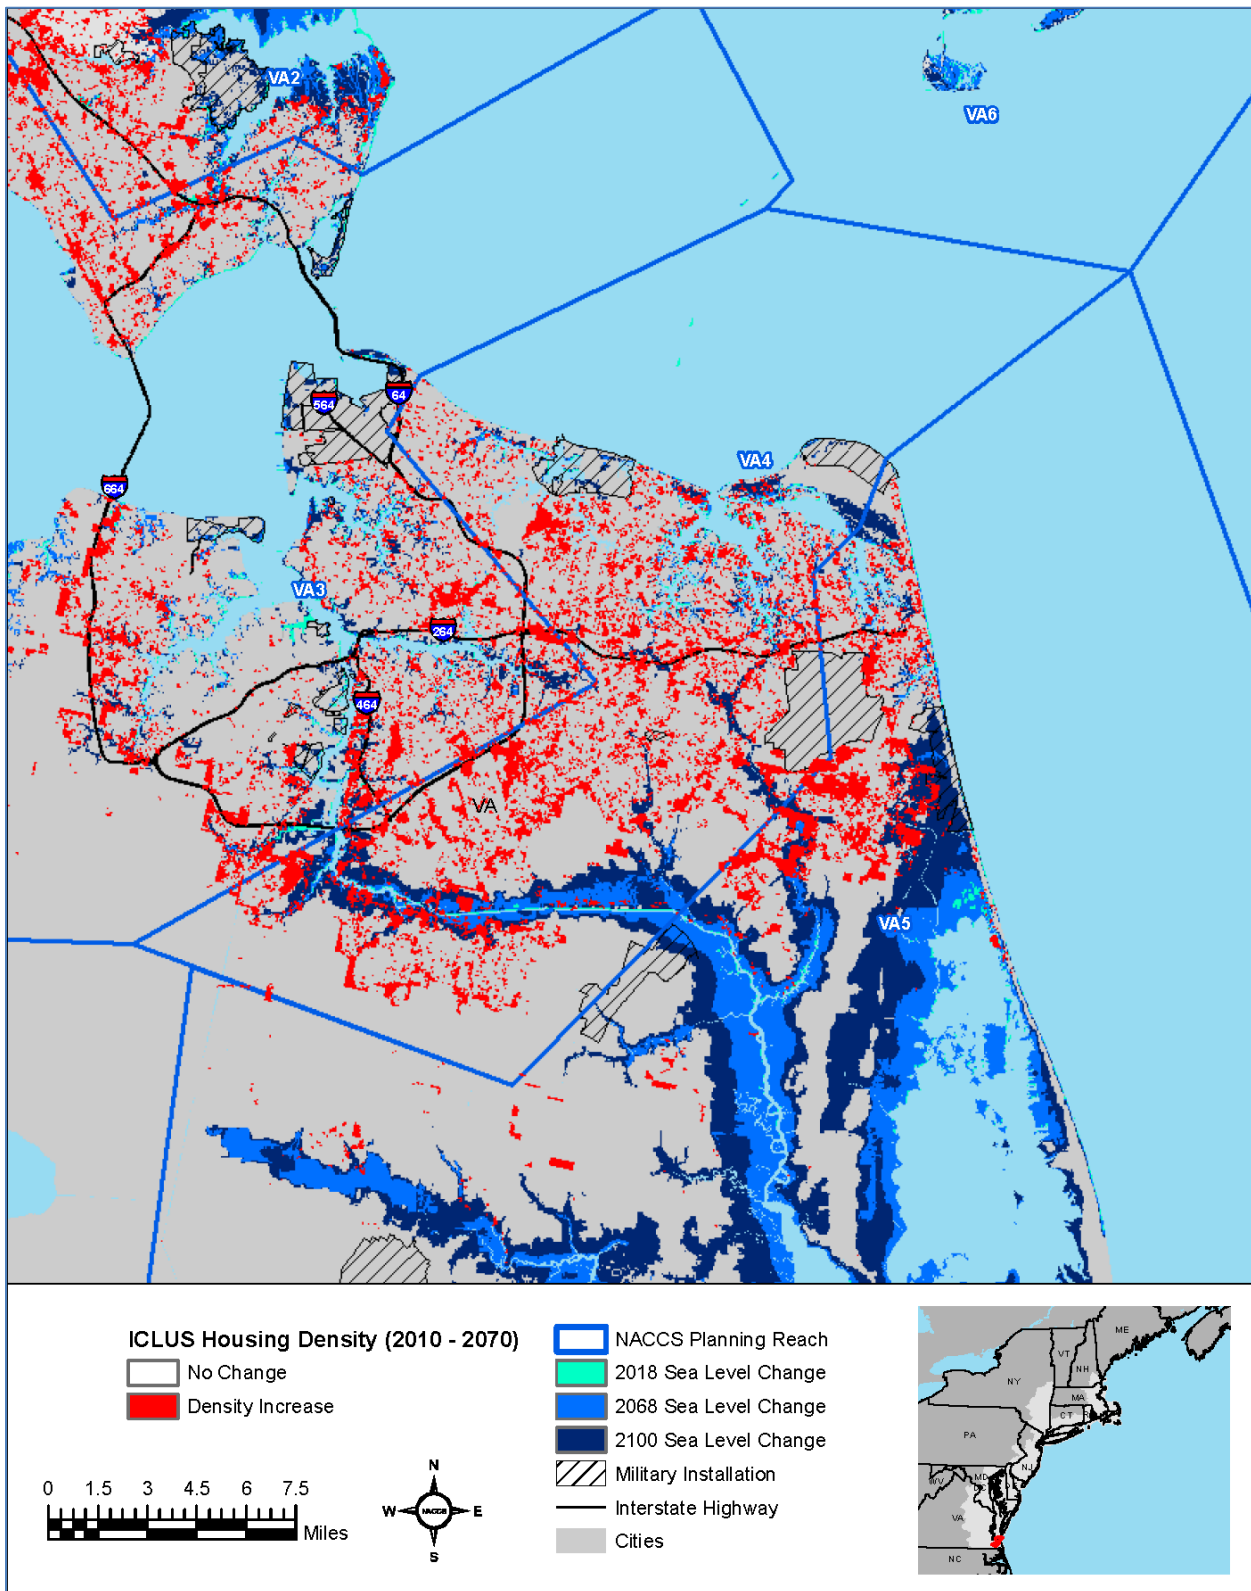 VA2
VA6
64
564
VA4
664
VA3
264
464
VA
VA5
ICLUS Housing Density (2010 - 2070)
No Change
Density Increase
0 1.5 3 4.5 6 7.5
Miles
N
W NACCS E
S
NACCS Planning Reach
2018 Sea Level Change
2068 Sea Level Change
2100 Sea Level Change
Military Installation
Interstate Highway
Cities
ME
VT
NH
NY
MA
CT
PA
NJ
MD
WV
VA
NC